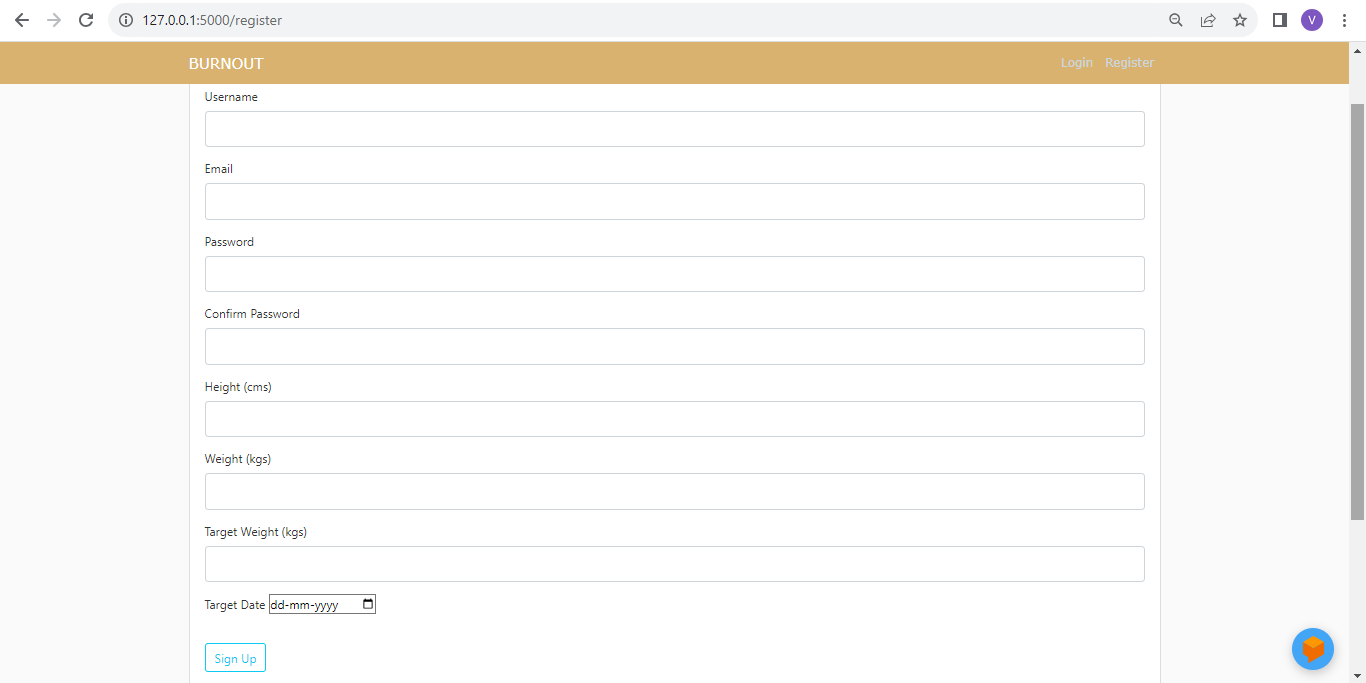 127.0.0.1:5000/register
V
BURNOUT
Login Register
Username
Email
Password
Confirm Password
Height (cms)
Weight (kgs)
Target Weight (kgs)
Target Date dd-mm-yyyy
Sign Up